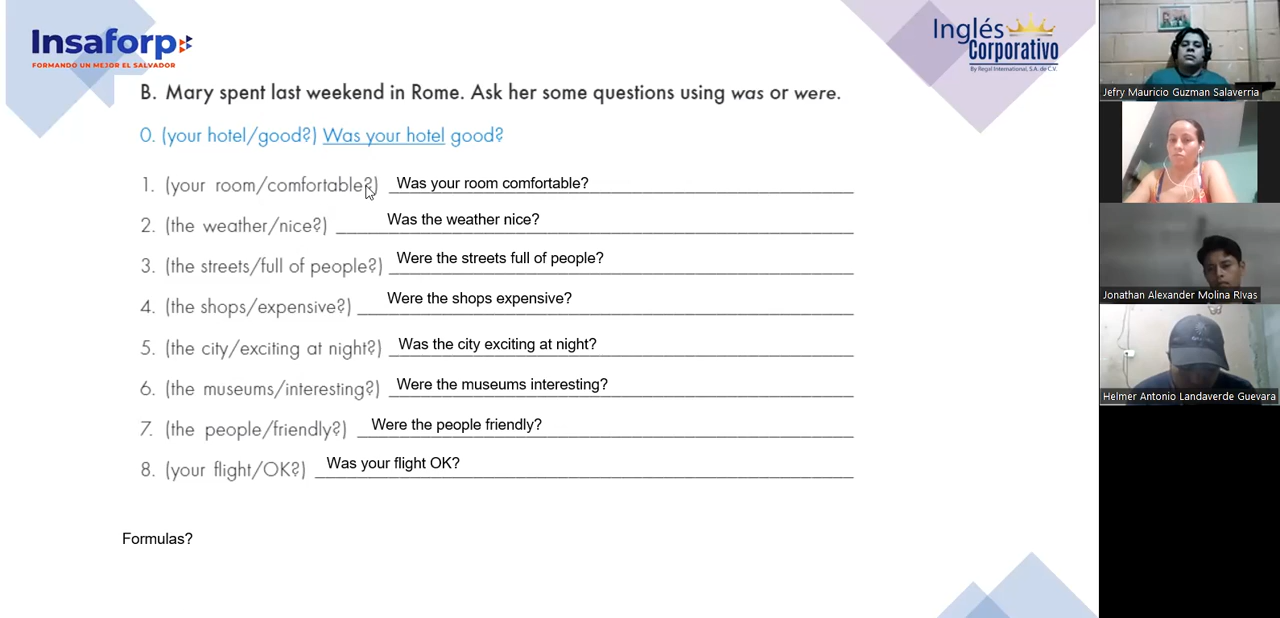 Insaforp
FORMANDO UN MEJOR EL SALVADOR
Inglés
Corporativo
By Regal International, S.A. de C.V.
B. Mary spent last weekend in Rome. Ask her some questions using was or were.
0. (your hotel/good?) Was your hotel good?
1. (your room/comfortable?) Was your room comfortable?
2. (the weather/nice?) Was the weather nice?
3. (the streets/full of people?) Were the streets full of people?
4. (the shops/expensive?) Were the shops expensive?
5. (the city/exciting at night?) Was the city exciting at night?
6. (the museums/interesting?) Were the museums interesting?
7. (the people/friendly?) Were the people friendly?
8. (your flight/OK?) Was your flight OK?
Formulas?
Jefry Mauricio Guzman Salaverria
Jonathan Alexander Molina Rivas
Helmer Antonio Landaverde Guevara